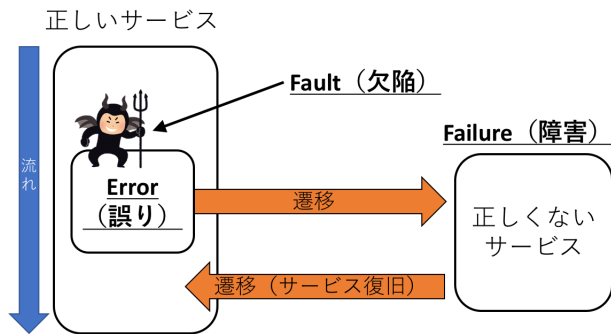 正しいサービス
流れ
Fault（欠陥）
Error
（誤り）
遷移
Failure（障害）
正しくない
サービス
遷移（サービス復旧）